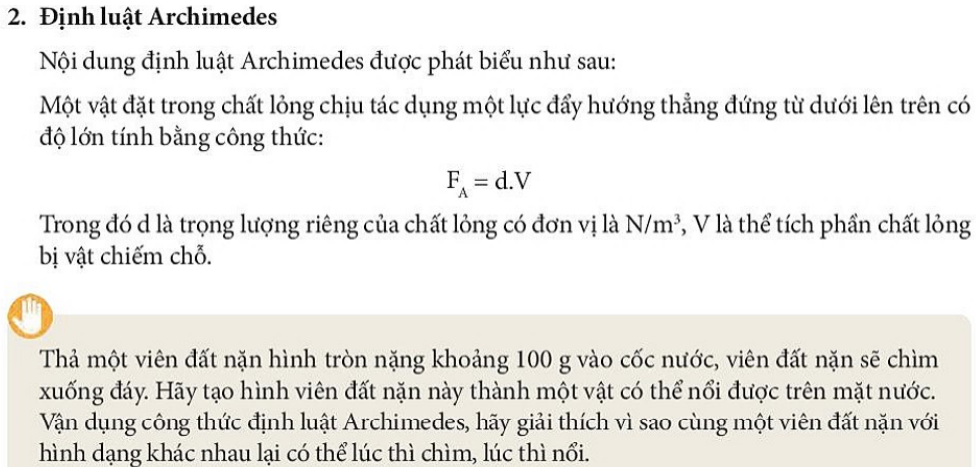 2. Định luật Archimedes
Nội dung định luật Archimedes được phát biểu như sau:
Một vật đặt trong chất lỏng chịu tác dụng một lực đẩy hướng thẳng đứng từ dưới lên trên có
độ lớn tính bằng công thức:
F_A = d.V
Trong đó d là trọng lượng riêng của chất lỏng có đơn vị là N/m³, V là thể tích phần chất lỏng
bị vật chiếm chỗ.
Thả một viên đất nặn hình tròn nặng khoảng 100 g vào cốc nước, viên đất nặn sẽ chìm
xuống đáy. Hãy tạo hình viên đất nặn này thành một vật có thể nổi được trên mặt nước.
Vận dụng công thức định luật Archimedes, hãy giải thích vì sao cùng một viên đất nặn với
hình dạng khác nhau lại có thể lúc thì chìm, lúc thì nổi.